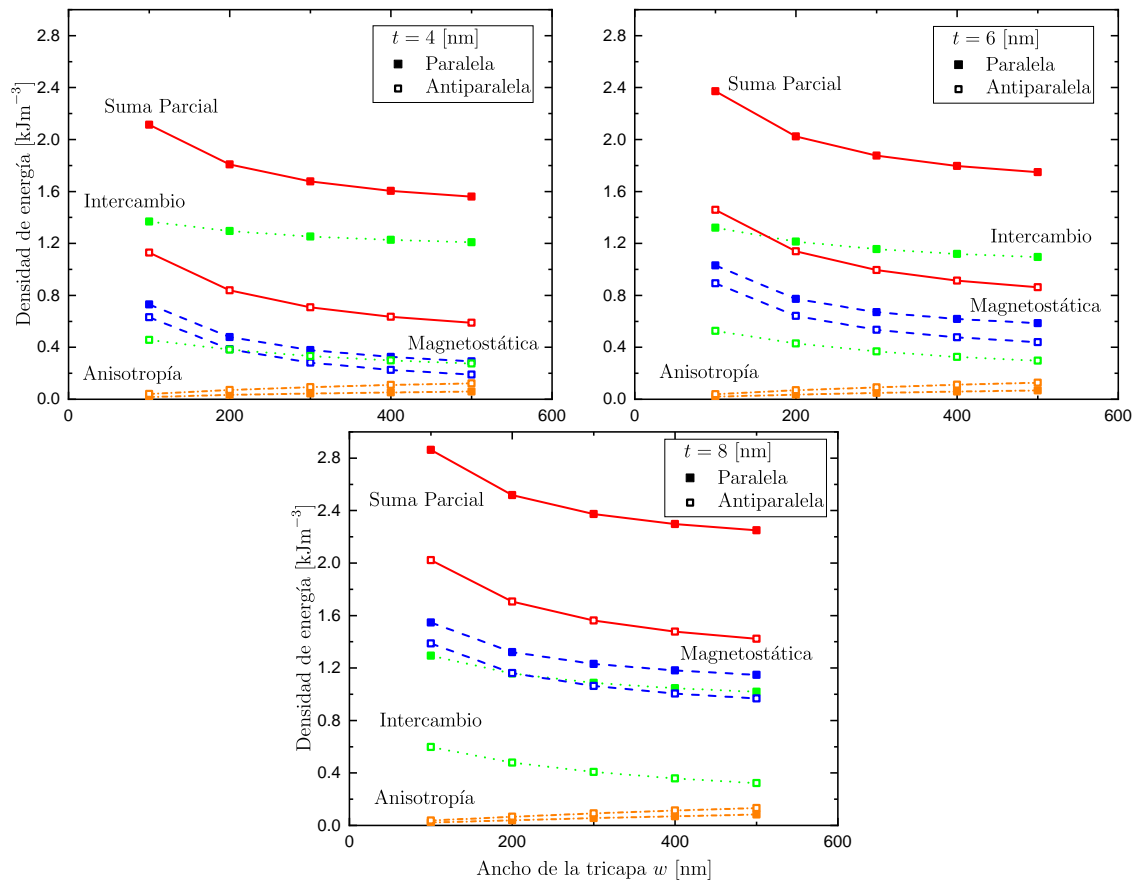 2.8
2.4
2.0
1.6
1.2
0.8
0.4
0.0
0
200
400
600
Densidad de energía [kJm⁻³]
t = 4 [nm]
Paralela
Antiparalela
Suma Parcial
Intercambio
Magnetostática
Anisotropía
2.8
2.4
2.0
1.6
1.2
0.8
0.4
0.0
0
200
400
600
t = 6 [nm]
Paralela
Antiparalela
Suma Parcial
Intercambio
Magnetostática
Anisotropía
2.8
2.4
2.0
1.6
1.2
0.8
0.4
0.0
0
200
400
600
Densidad de energía [kJm⁻³]
t = 8 [nm]
Paralela
Antiparalela
Suma Parcial
Magnetostática
Intercambio
Anisotropía
Ancho de la tricapa w [nm]